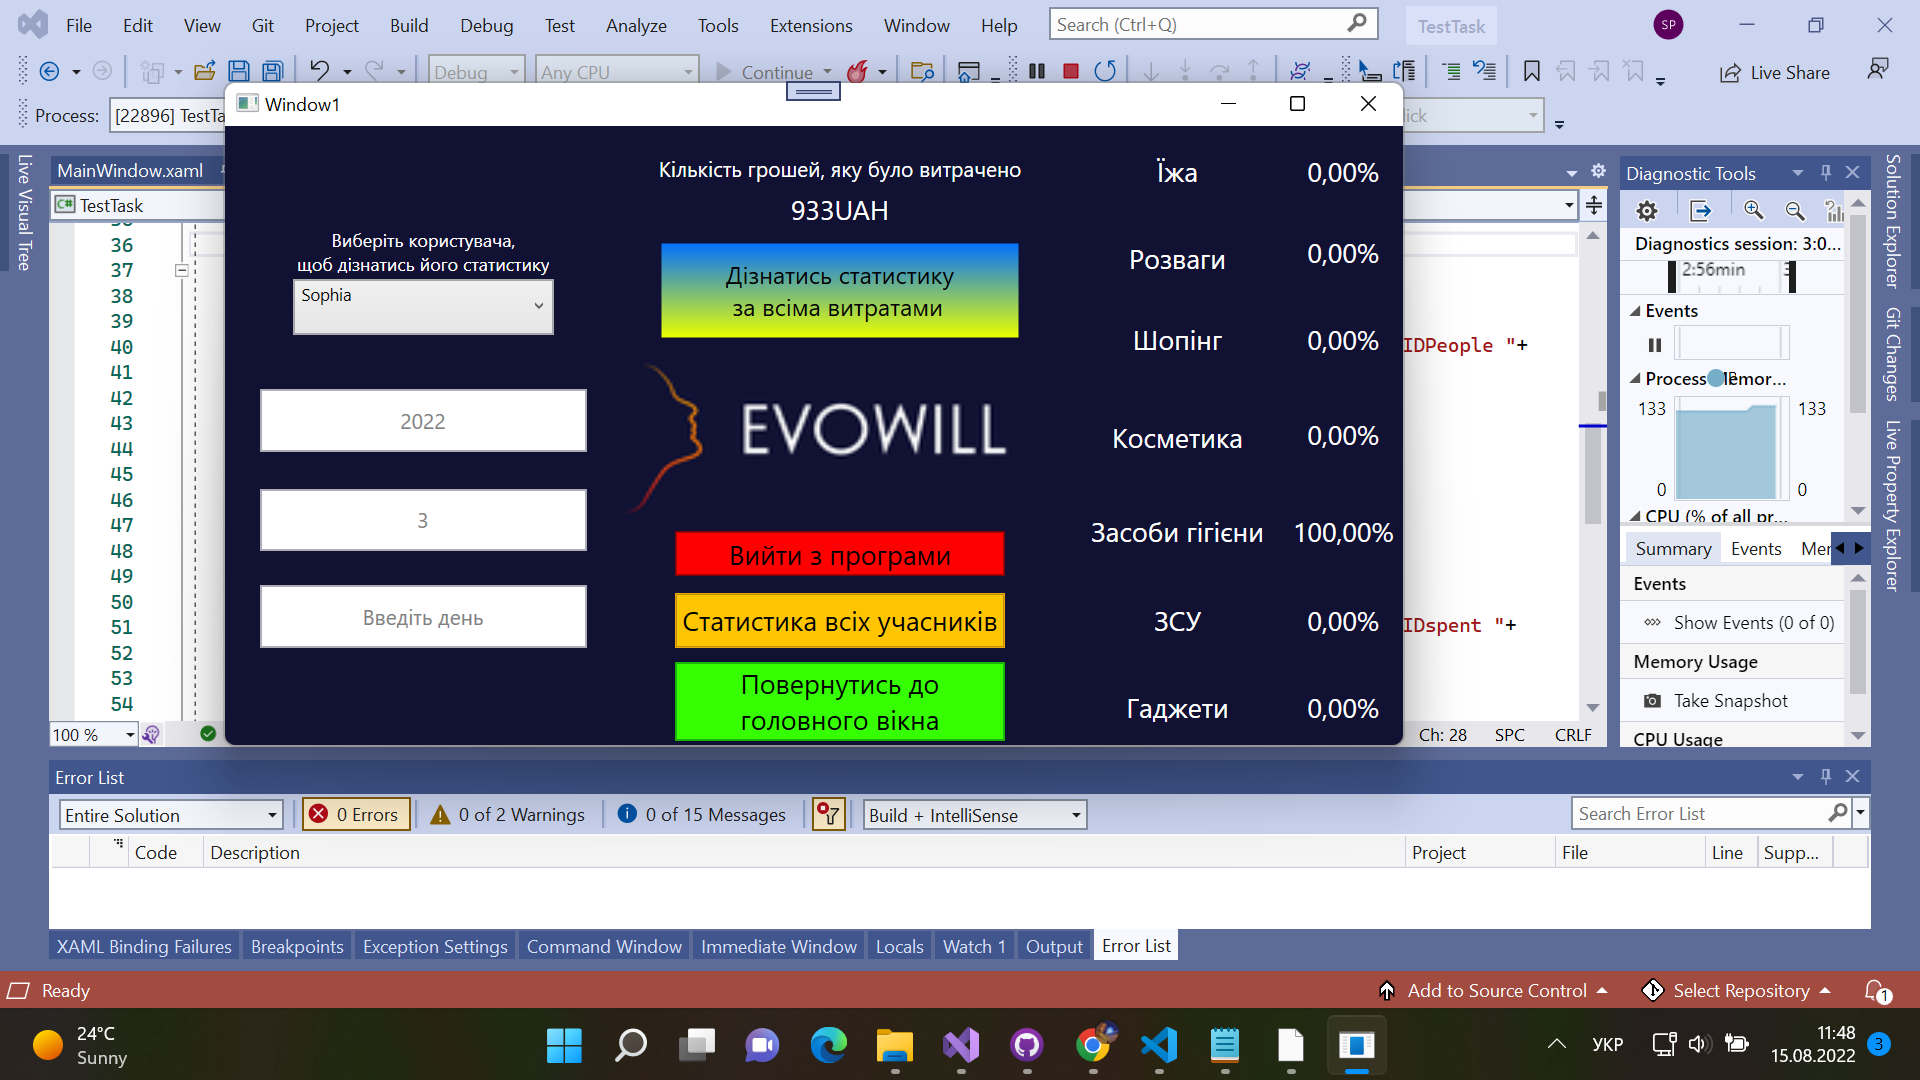 File Edit View Git Project Build Debug Test Analyze Tools Extensions Window Help Search (Ctrl+Q) TestTask SP
Debug Any CPU Continue Live Share
Process: [22896] TestTa
Window1
Live Visual Tree
MainWindow.xaml
TestTask
36
37
38
39
40
41
42
43
44
45
46
47
48
49
50
51
52
53
54
100 %
Виберіть користувача,
щоб дізнатись його статистику
Sophia
2022
3
Введіть день
Кількість грошей, яку було витрачено
933UAH
Дізнатись статистику
за всіма витратами
EVOWILL
Вийти з програми
Статистика всіх учасників
Повернутись до
головного вікна
Їжа 0,00%
Розваги 0,00%
Шопінг 0,00%
Косметика 0,00%
Засоби гігієни 100,00%
ЗСУ 0,00%
Гаджети 0,00%
IDPeople "+
IDspent "+
Ch: 28 SPC CRLF
Diagnostic Tools
Diagnostics session: 3:0...
2:56min
Events
133 133
0 0
CPU (% of all pr...
Summary Events Mer
Events
Show Events (0 of 0)
Memory Usage
Take Snapshot
CPU Usage
Solution Explorer
Git Changes
Live Property Explorer
Error List
Entire Solution 0 Errors 0 of 2 Warnings 0 of 15 Messages Build + IntelliSense Search Error List
Code Description Project File Line Supp...
XAML Binding Failures Breakpoints Exception Settings Command Window Immediate Window Locals Watch 1 Output Error List
Ready Add to Source Control Select Repository 1
24°C
Sunny
УКР
11:48
15.08.2022
3